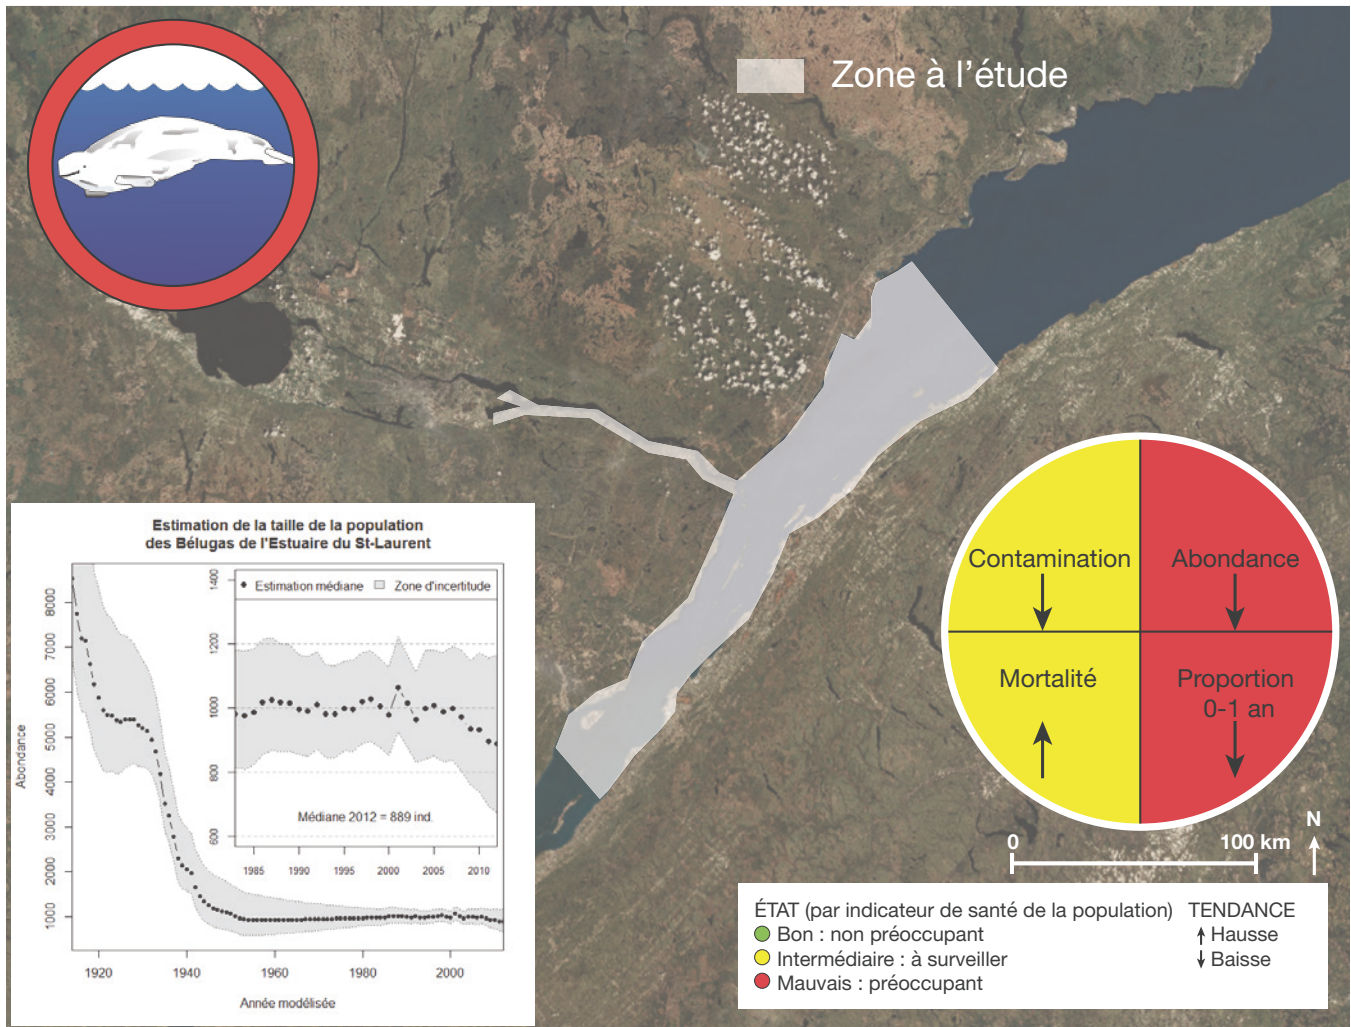 Zone à l'étude
Estimation de la taille de la population
des Bélugas de l'Estuaire du St-Laurent
Estimation médiane
Zone d'incertitude
1400
1200
1000
800
600
Médiane 2012 = 889 ind.
1985 1990 1995 2000 2005 2010
Abondance
8000
7000
6000
5000
4000
3000
2000
1000
1920 1940 1960 1980 2000
Année modélisée
Contamination
Abondance
Mortalité
Proportion
0-1 an
0 100 km
N
ÉTAT (par indicateur de santé de la population)
Bon : non préoccupant
Intermédiaire : à surveiller
Mauvais : préoccupant
TENDANCE
Hausse
Baisse